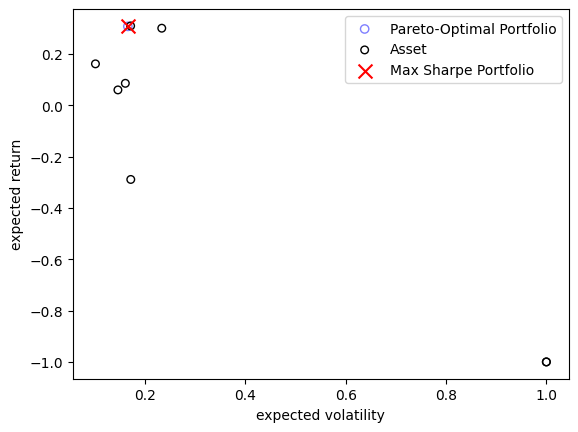 Pareto-Optimal Portfolio
Asset
Max Sharpe Portfolio
expected return
0.2
0.0
−0.2
−0.4
−0.6
−0.8
−1.0
0.2
0.4
0.6
0.8
1.0
expected volatility